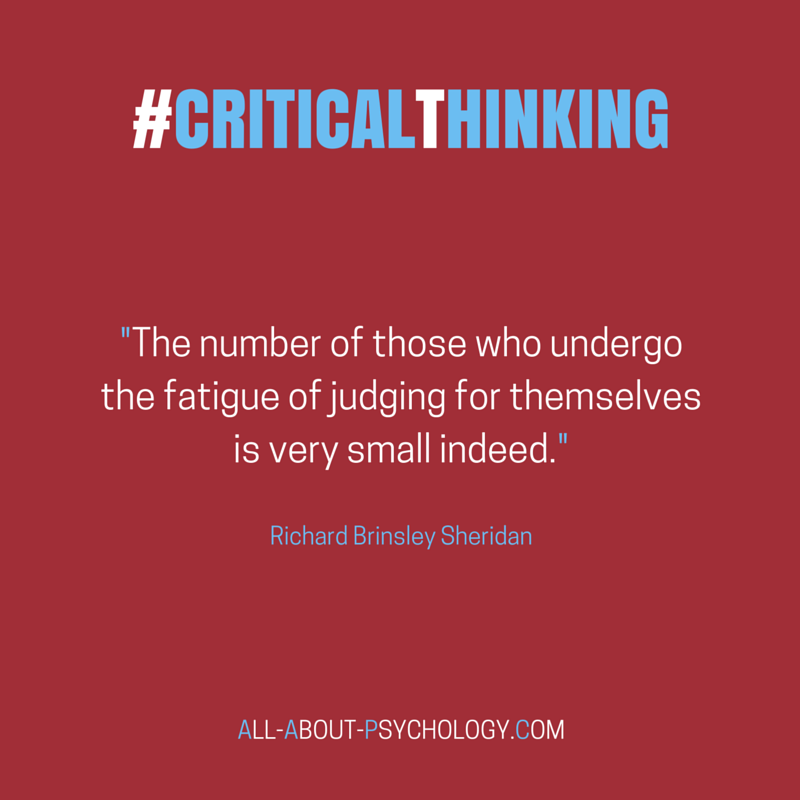 #CRITICALTHINKING
"The number of those who undergo
the fatigue of judging for themselves
is very small indeed."
Richard Brinsley Sheridan
ALL-ABOUT-PSYCHOLOGY.COM